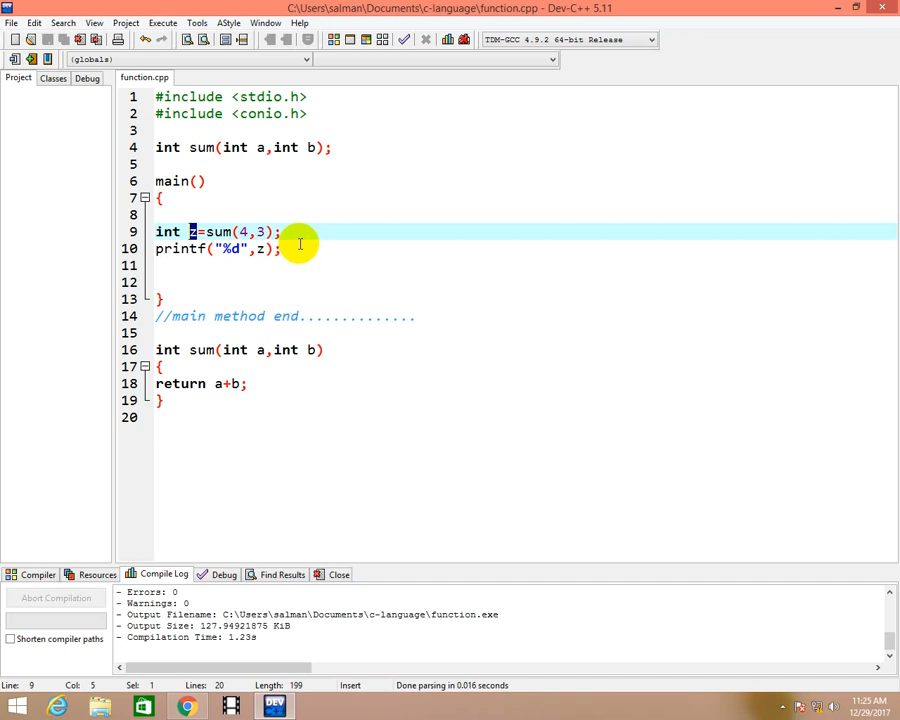 C:\Users\salman\Documents\c-language\function.cpp - Dev-C++ 5.11
File Edit Search View Project Execute Tools AStyle Window Help
TDM-GCC 4.9.2 64-bit Release
(globals)
Project Classes Debug
function.cpp
1 #include <stdio.h>
2 #include <conio.h>
3
4 int sum(int a,int b);
5
6 main()
7 {
8
9 int z=sum(4,3);
10 printf("%d",z);
11
12
13 }
14 //main method end..............
15
16 int sum(int a,int b)
17 {
18 return a+b;
19 }
20
Compiler Resources Compile Log Debug Find Results Close
Abort Compilation
Shorten compiler paths
- Errors: 0
- Warnings: 0
- Output Filename: C:\Users\salman\Documents\c-language\function.exe
- Output Size: 127.94921875 KiB
- Compilation Time: 1.23s
Line: 9 Col: 5 Sel: 1 Lines: 20 Length: 199 Insert Done parsing in 0.016 seconds
DEV
11:25 AM
12/29/2017